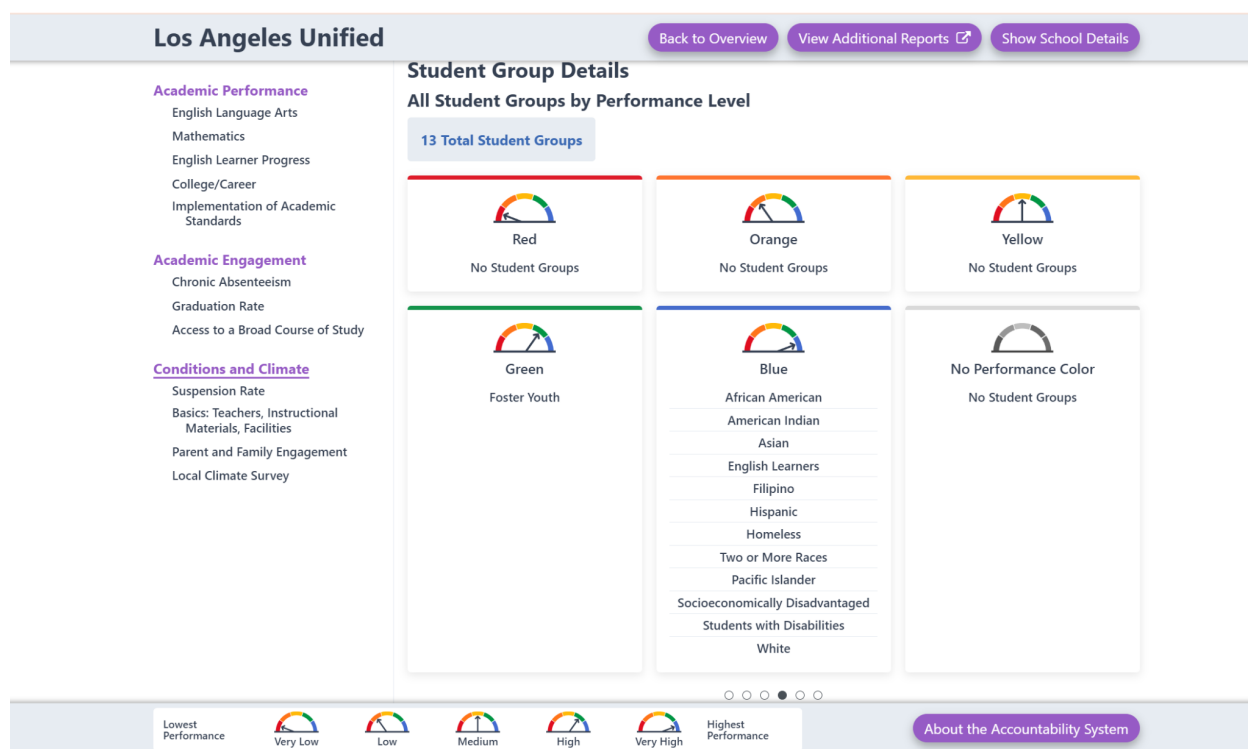 Los Angeles Unified
Back to Overview
View Additional Reports
Show School Details
Academic Performance
English Language Arts
Mathematics
English Learner Progress
College/Career
Implementation of Academic
Standards
Academic Engagement
Chronic Absenteeism
Graduation Rate
Access to a Broad Course of Study
Conditions and Climate
Suspension Rate
Basics: Teachers, Instructional
Materials, Facilities
Parent and Family Engagement
Local Climate Survey
Student Group Details
All Student Groups by Performance Level
13 Total Student Groups
Red
No Student Groups
Orange
No Student Groups
Yellow
No Student Groups
Green
Foster Youth
Blue
African American
American Indian
Asian
English Learners
Filipino
Hispanic
Homeless
Two or More Races
Pacific Islander
Socioeconomically Disadvantaged
Students with Disabilities
White
No Performance Color
No Student Groups
Lowest
Performance
Very Low
Low
Medium
High
Very High
Highest
Performance
About the Accountability System